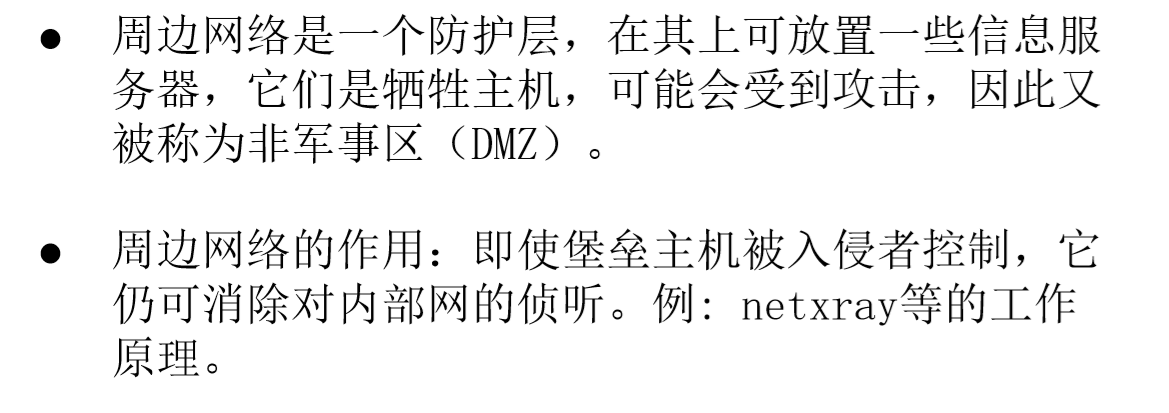 ● 周边网络是一个防护层，在其上可放置一些信息服
务器，它们是牺牲主机，可能会受到攻击，因此又
被称为非军事区（DMZ）。
● 周边网络的作用：即使堡垒主机被入侵者控制，它
仍可消除对内部网的侦听。例: netxray等的工作
原理。